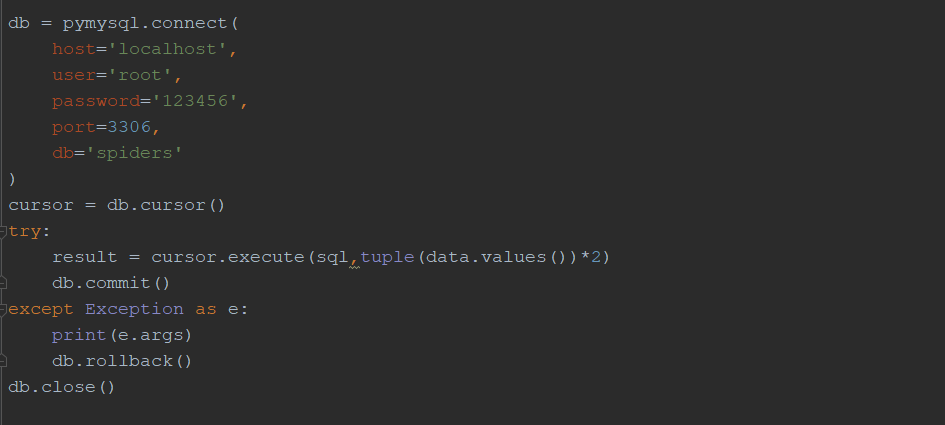 db = pymysql.connect(
    host='localhost',
    user='root',
    password='123456',
    port=3306,
    db='spiders'
)
cursor = db.cursor()
try:
    result = cursor.execute(sql,tuple(data.values())*2)
    db.commit()
except Exception as e:
    print(e.args)
    db.rollback()
db.close()